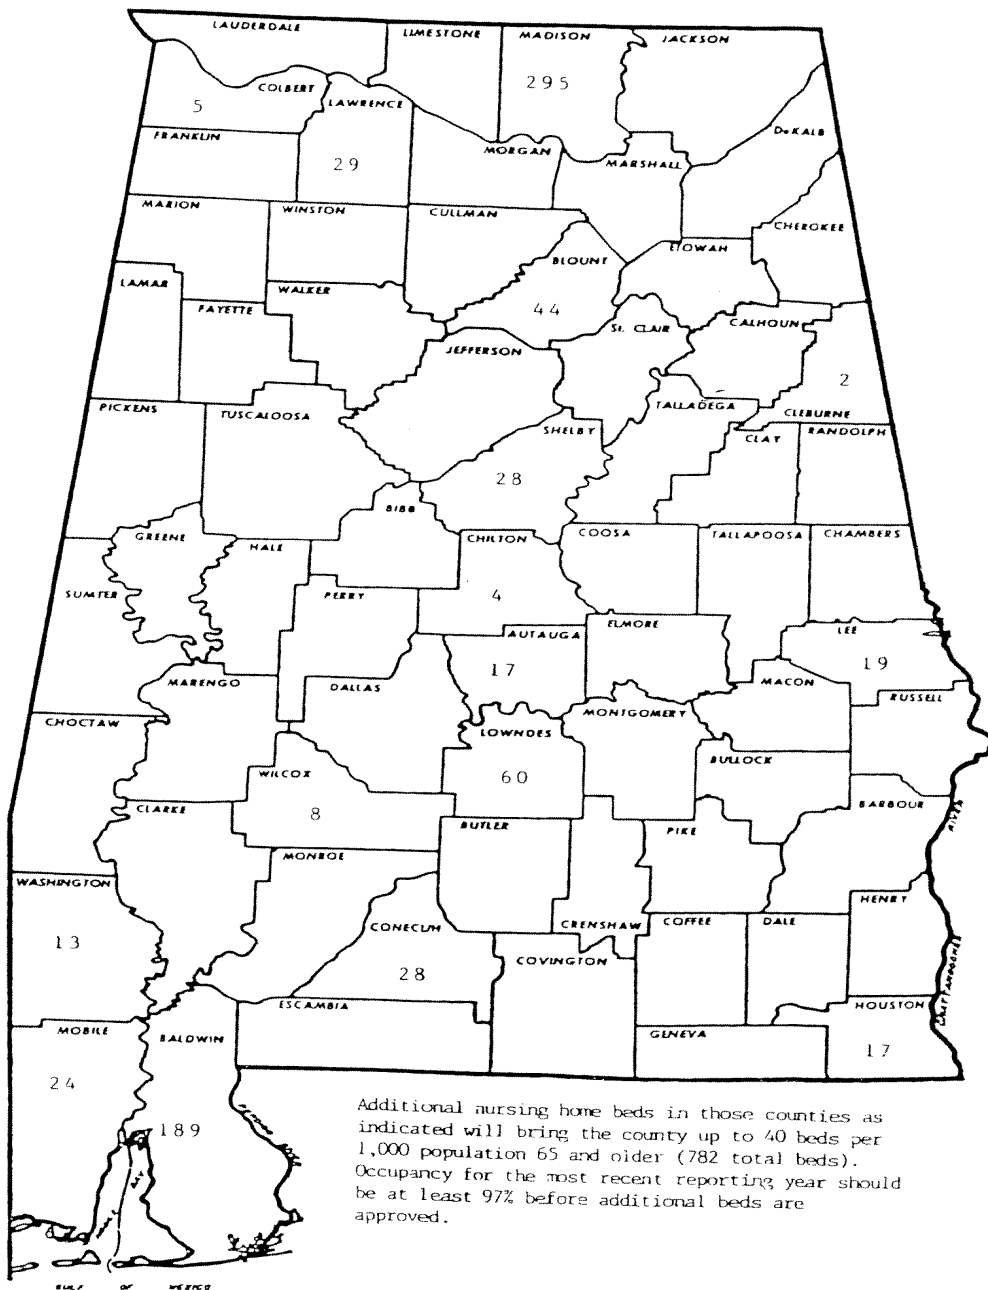 LAUDERDALE
LIMESTONE
MADISON
JACKSON
295
COLBERT
LAWRENCE
5
FRANKLIN
DeKALB
MORGAN
MARSHALL
29
MARION
WINSTON
CULLMAN
CHEROKEE
ETOWAH
BLOUNT
LAMAR
WALKER
FAYETTE
44
St. CLAIR
CALHOUN
JEFFERSON
2
PICKENS
TUSCALOOSA
TALLADEGA
CLEBURNE
SHELBY
CLAY
RANDOLPH
28
BIBB
GREENE
HALE
CHILTON
COOSA
TALLAPOOSA
CHAMBERS
SUMTER
PERRY
4
AUTAUGA
ELMORE
LEE
17
19
MARENGO
DALLAS
MACON
RUSSELL
CHOCTAW
LOWNDES
MONTGOMERY
BULLOCK
WILCOX
60
CLARKE
8
BUTLER
PIKE
BARBOUR
RIVER
MONROE
WASHINGTON
HENRY
CONECUH
CRENSHAW
COFFEE
DALE
13
28
COVINGTON
CHATTAHOOCHEE
ESCAMBIA
HOUSTON
MOBILE
BALDWIN
GENEVA
17
24
189
Additional nursing home beds in those counties as
indicated will bring the county up to 40 beds per
1,000 population 65 and older (782 total beds).
Occupancy for the most recent reporting year should
be at least 97% before additional beds are
approved.
BAY
GULF OF MEXICO